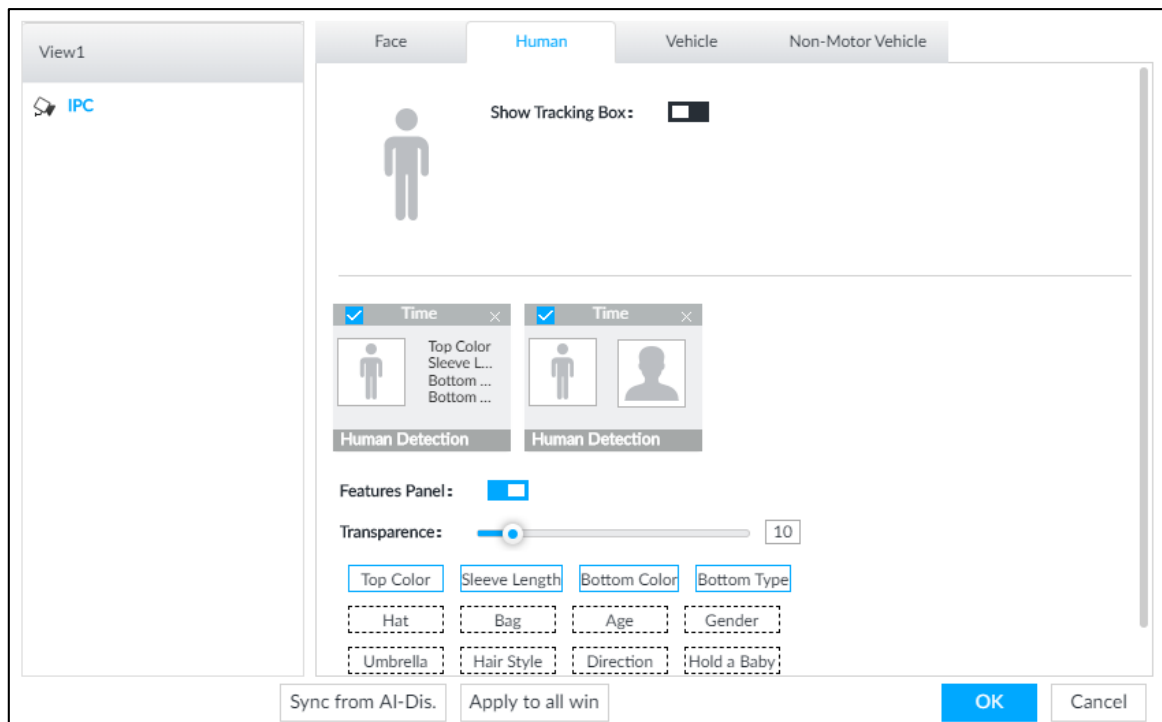 View1
IPC
Face Human Vehicle Non-Motor Vehicle
Show Tracking Box:
Time
Top Color
Sleeve L...
Bottom ...
Bottom ...
Human Detection
Time
Human Detection
Features Panel:
Transparence: 10
Top Color Sleeve Length Bottom Color Bottom Type
Hat Bag Age Gender
Umbrella Hair Style Direction Hold a Baby
Sync from AI-Dis. Apply to all win OK Cancel